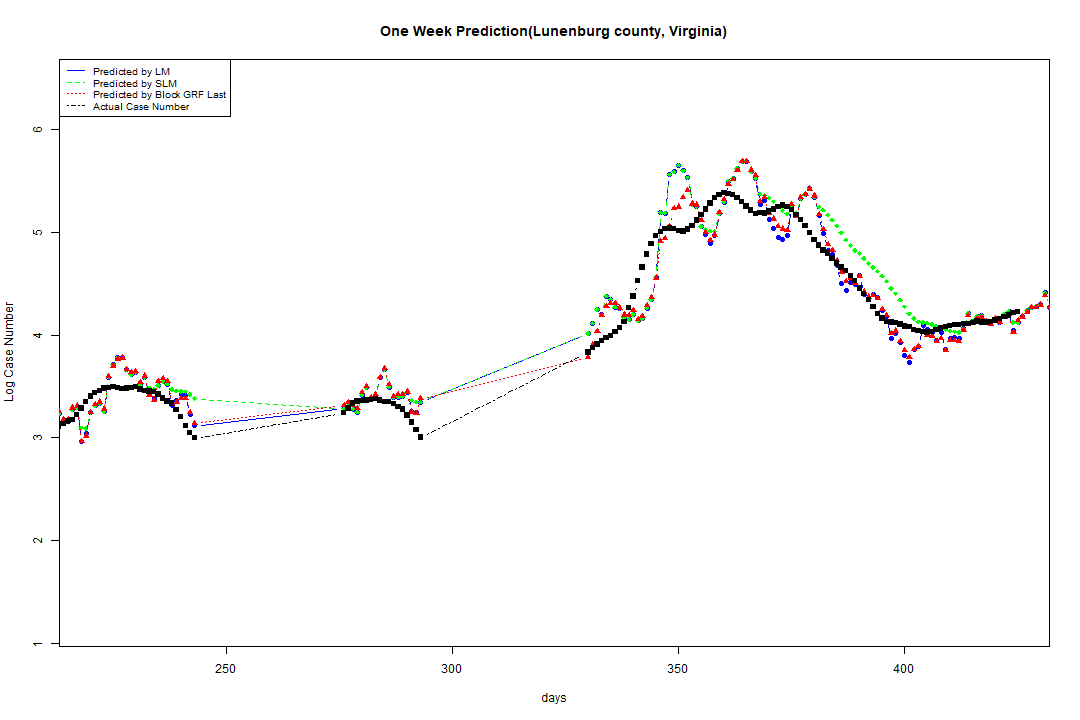 One Week Prediction(Lunenburg county, Virginia)
Predicted by LM
Predicted by SLM
Predicted by Block GRF Last
Actual Case Number
Log Case Number
6
5
4
3
2
1
250
300
350
400
days